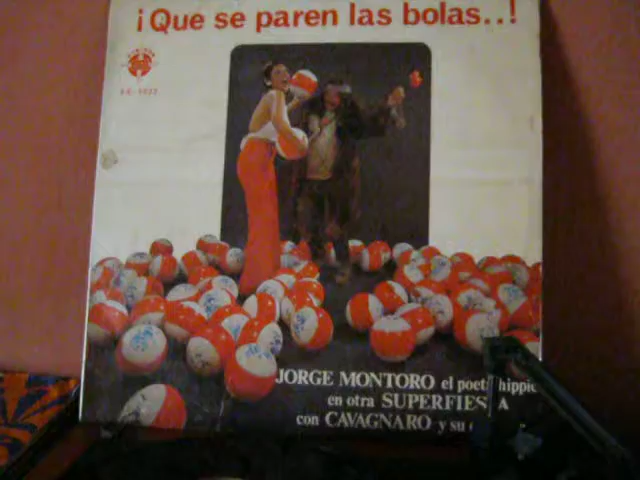 ¡Que se paren las bolas..!
JORGE MONTORO el poeta hippie
en otra SUPERFIESTA
con CAVAGNARO y su